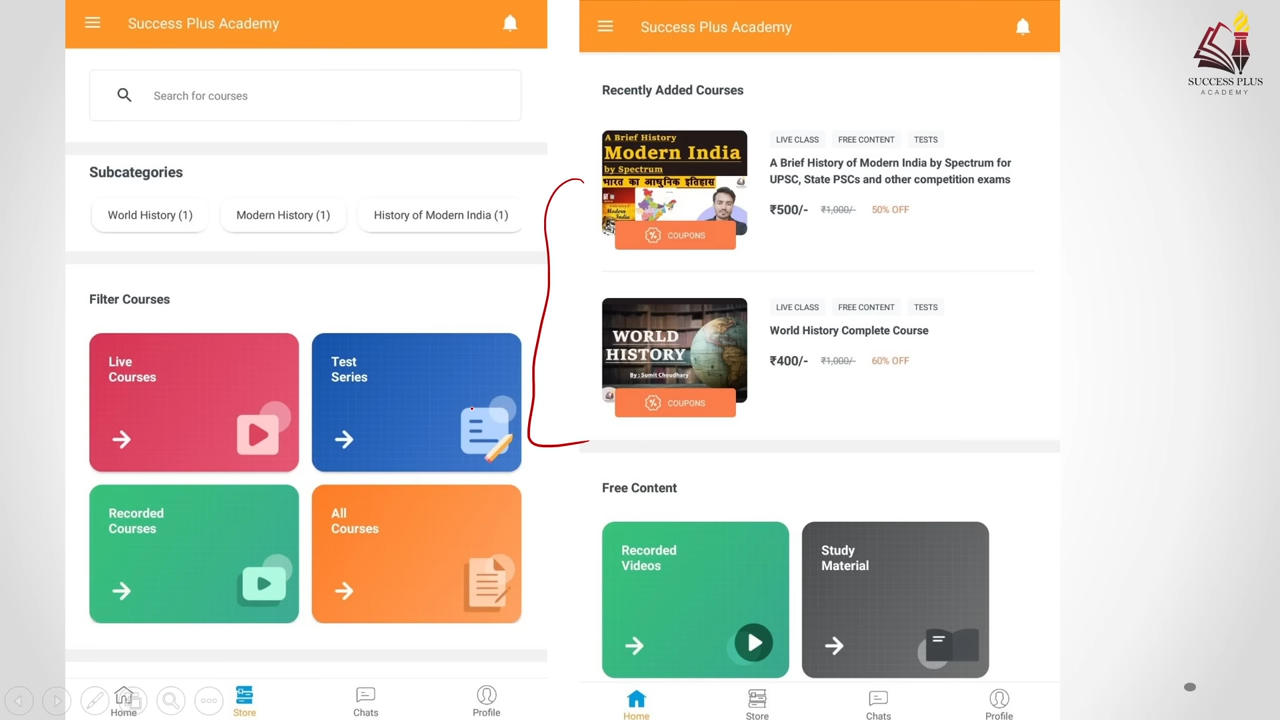 Success Plus Academy
Search for courses
Subcategories
World History (1)
Modern History (1)
History of Modern India (1)
Filter Courses
Live
Courses
Test
Series
Recorded
Courses
All
Courses
Home
Store
Chats
Profile
Success Plus Academy
Recently Added Courses
A Brief History
Modern India
by Spectrum
भारत का आधुनिक इतिहास
COUPONS
LIVE CLASS
FREE CONTENT
TESTS
A Brief History of Modern India by Spectrum for
UPSC, State PSCs and other competition exams
₹500/- ₹1,000/- 50% OFF
WORLD
HISTORY
By : Sumit Choudhary
COUPONS
LIVE CLASS
FREE CONTENT
TESTS
World History Complete Course
₹400/- ₹1,000/- 60% OFF
Free Content
Recorded
Videos
Study
Material
Home
Store
Chats
Profile
SUCCESS PLUS
ACADEMY